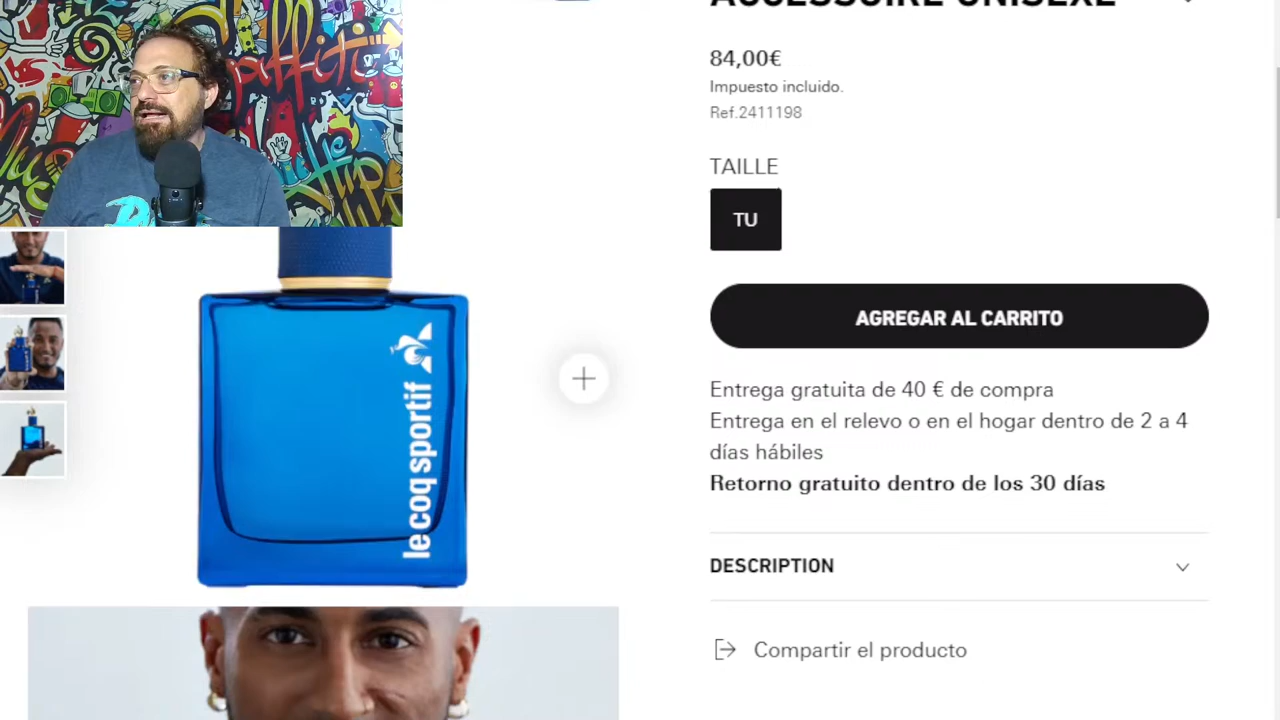 ACCESSOIRE UNISEXE
84,00€
Impuesto incluido.
Ref.2411198
TAILLE
TU
AGREGAR AL CARRITO
Entrega gratuita de 40 € de compra
Entrega en el relevo o en el hogar dentro de 2 a 4
días hábiles
Retorno gratuito dentro de los 30 días
DESCRIPTION
Compartir el producto
le coq sportif